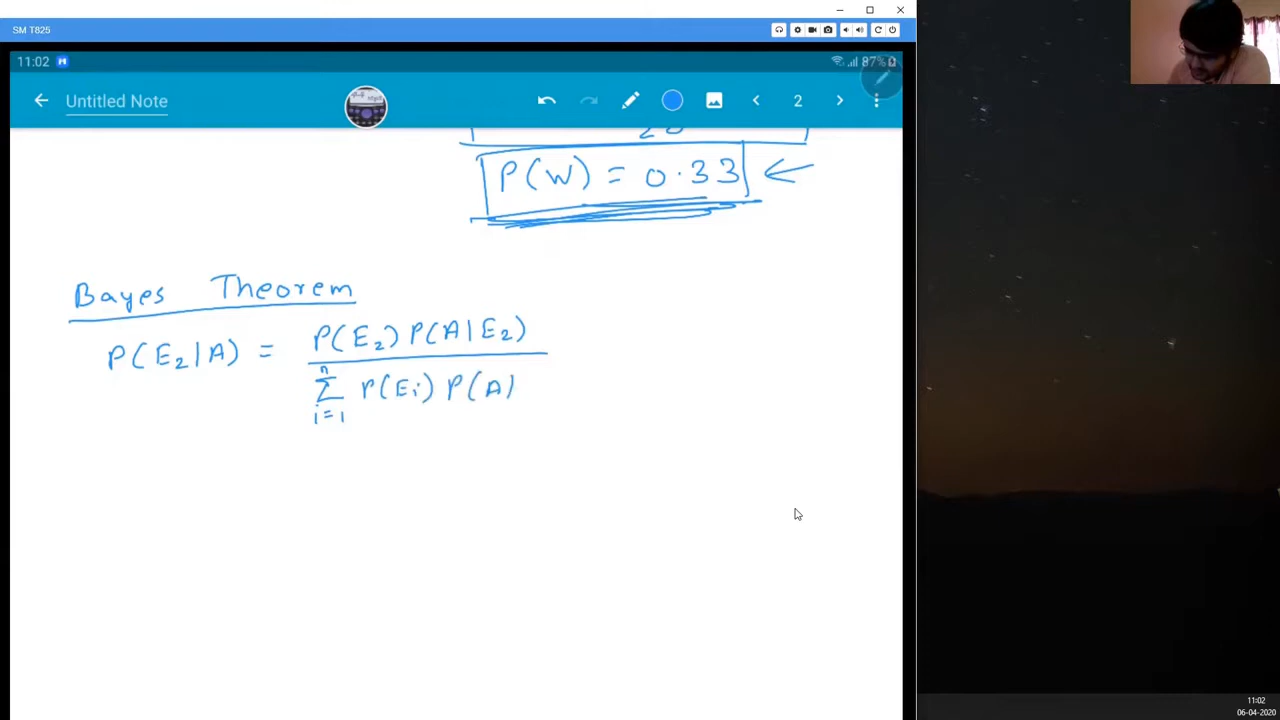 SM T825
11:02 87%
Untitled Note 2
20
P(W) = 0.33 ←
Bayes Theorem
P(E₂|A) = P(E₂) P(A|E₂)
n
Σ P(Ei) P(A|
i=1
11:02
06-04-2020